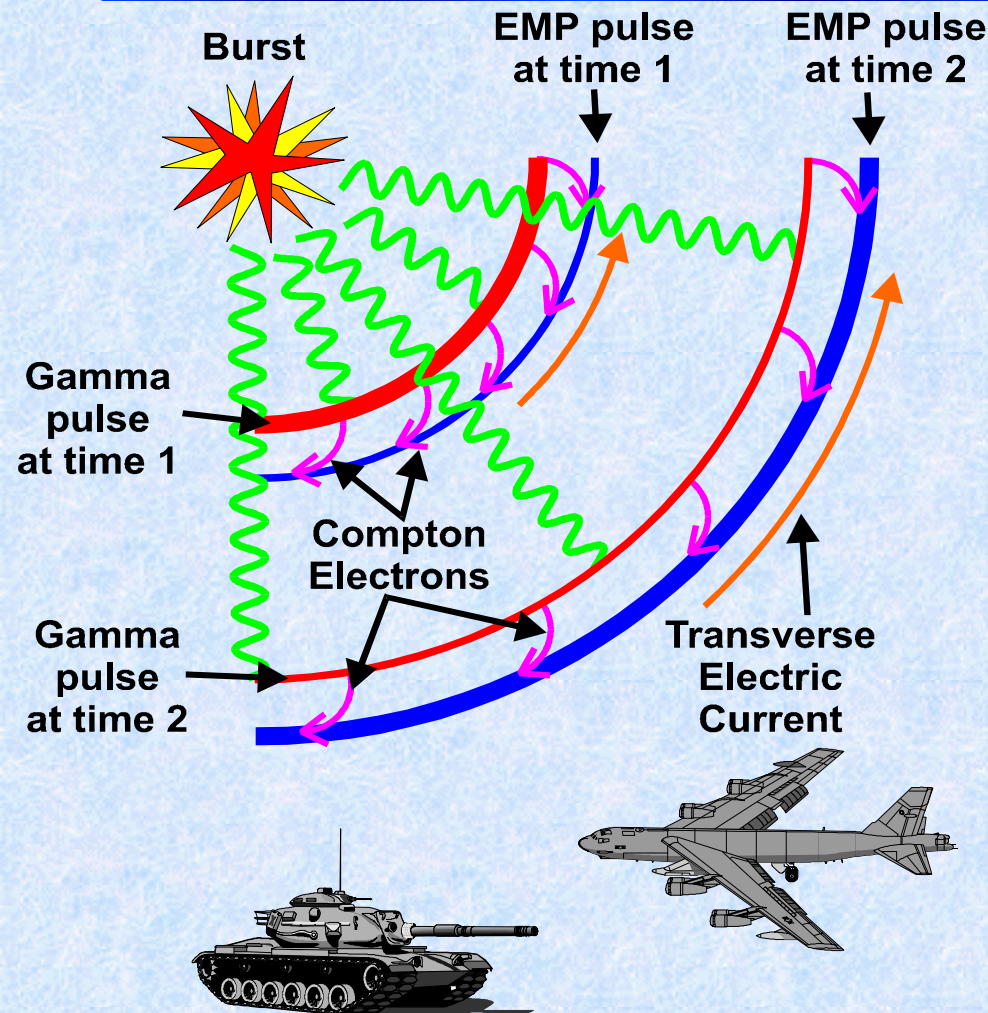 Burst
EMP pulse
at time 1
EMP pulse
at time 2
Gamma
pulse
at time 1
Compton
Electrons
Gamma
pulse
at time 2
Transverse
Electric
Current